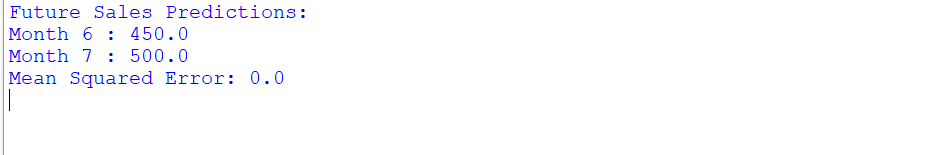 Future Sales Predictions:
Month 6 : 450.0
Month 7 : 500.0
Mean Squared Error: 0.0